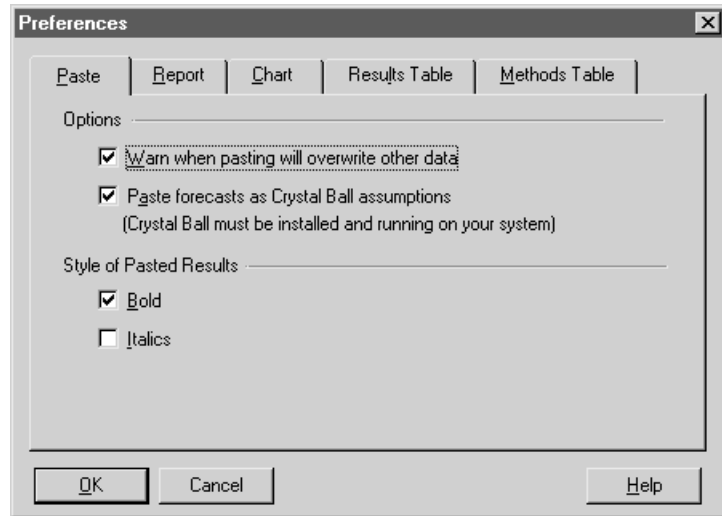 Preferences
Paste Report Chart Results Table Methods Table
Options
Warn when pasting will overwrite other data
Paste forecasts as Crystal Ball assumptions
(Crystal Ball must be installed and running on your system)
Style of Pasted Results
Bold
Italics
OK Cancel Help